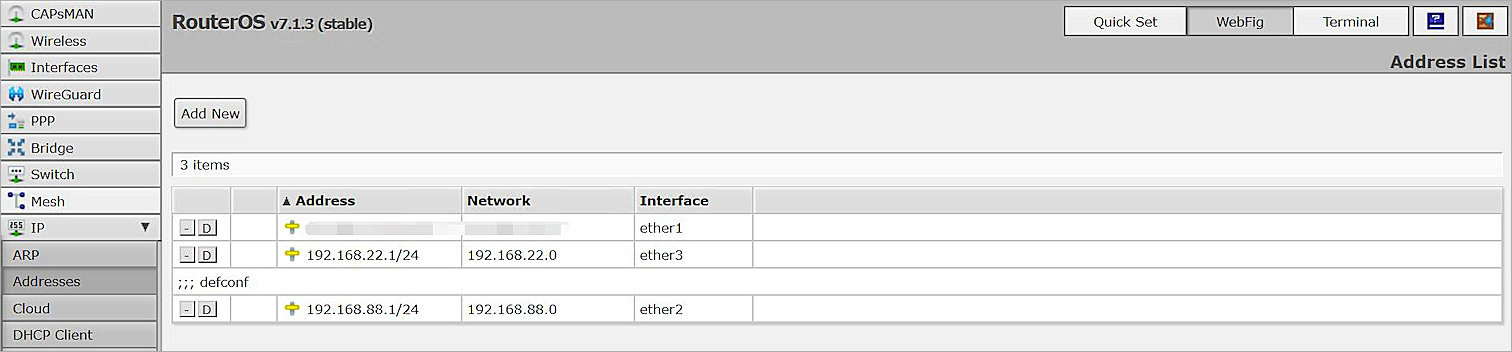 CAPsMAN
RouterOS v7.1.3 (stable)
Quick Set
WebFig
Terminal
Wireless
Interfaces
Address List
WireGuard
PPP
Add New
Bridge
Switch
3 items
Mesh
▲ Address
Network
Interface
IP ▼
- D
ether1
ARP
- D
192.168.22.1/24
192.168.22.0
ether3
Addresses
;;; defconf
Cloud
- D
192.168.88.1/24
192.168.88.0
ether2
DHCP Client